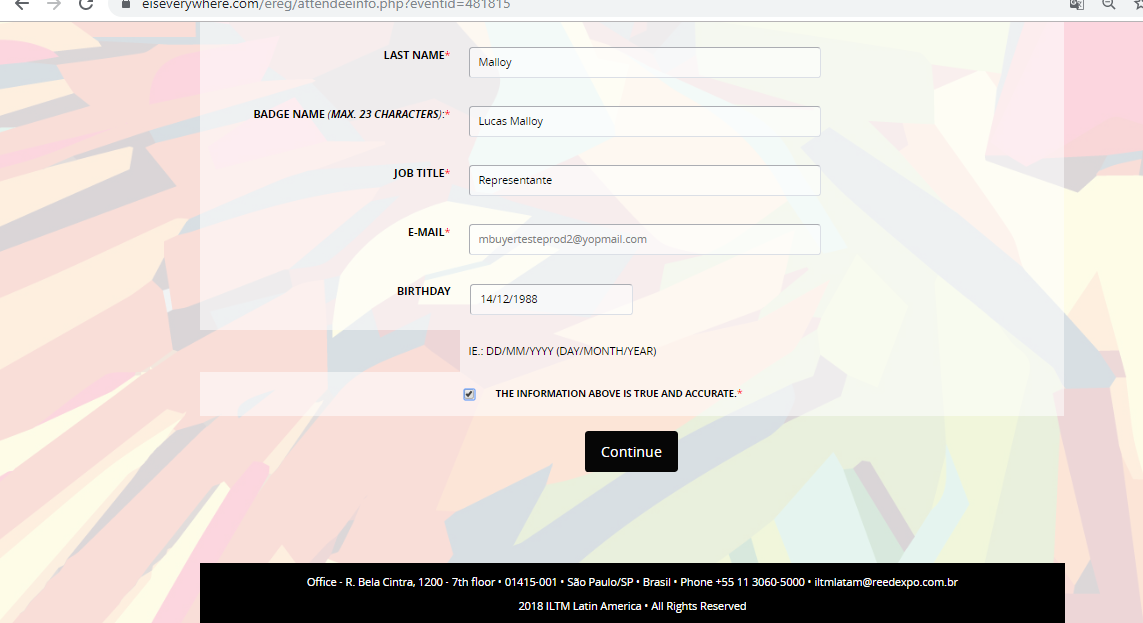 eiseverywhere.com/ereg/attendeeinfo.php?eventid=481815
LAST NAME*
Malloy
BADGE NAME (MAX. 23 CHARACTERS):*
Lucas Malloy
JOB TITLE*
Representante
E-MAIL*
mbuyertesteprod2@yopmail.com
BIRTHDAY
14/12/1988
IE.: DD/MM/YYYY (DAY/MONTH/YEAR)
THE INFORMATION ABOVE IS TRUE AND ACCURATE.*
Continue
Office - R. Bela Cintra, 1200 - 7th floor • 01415-001 • São Paulo/SP • Brasil • Phone +55 11 3060-5000 • iltmlatam@reedexpo.com.br
2018 ILTM Latin America • All Rights Reserved